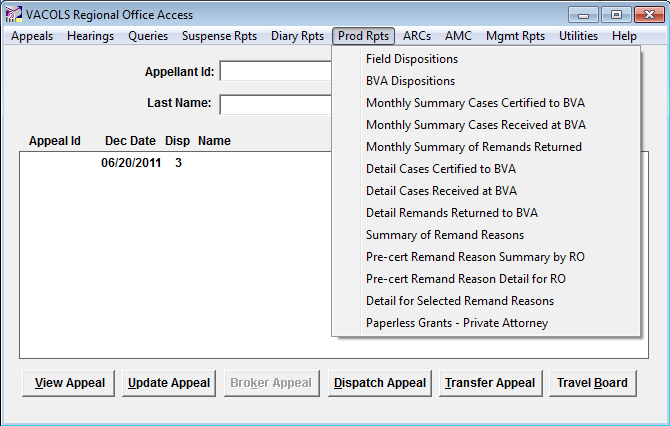 VACOLS Regional Office Access
Appeals Hearings Queries Suspense Rpts Diary Rpts Prod Rpts ARCs AMC Mgmt Rpts Utilities Help
Appellant Id:
Last Name:
Appeal Id Dec Date Disp Name
06/20/2011 3
Field Dispositions
BVA Dispositions
Monthly Summary Cases Certified to BVA
Monthly Summary Cases Received at BVA
Monthly Summary of Remands Returned
Detail Cases Certified to BVA
Detail Cases Received at BVA
Detail Remands Returned to BVA
Summary of Remand Reasons
Pre-cert Remand Reason Summary by RO
Pre-cert Remand Reason Detail for RO
Detail for Selected Remand Reasons
Paperless Grants - Private Attorney
View Appeal Update Appeal Broker Appeal Dispatch Appeal Transfer Appeal Travel Board